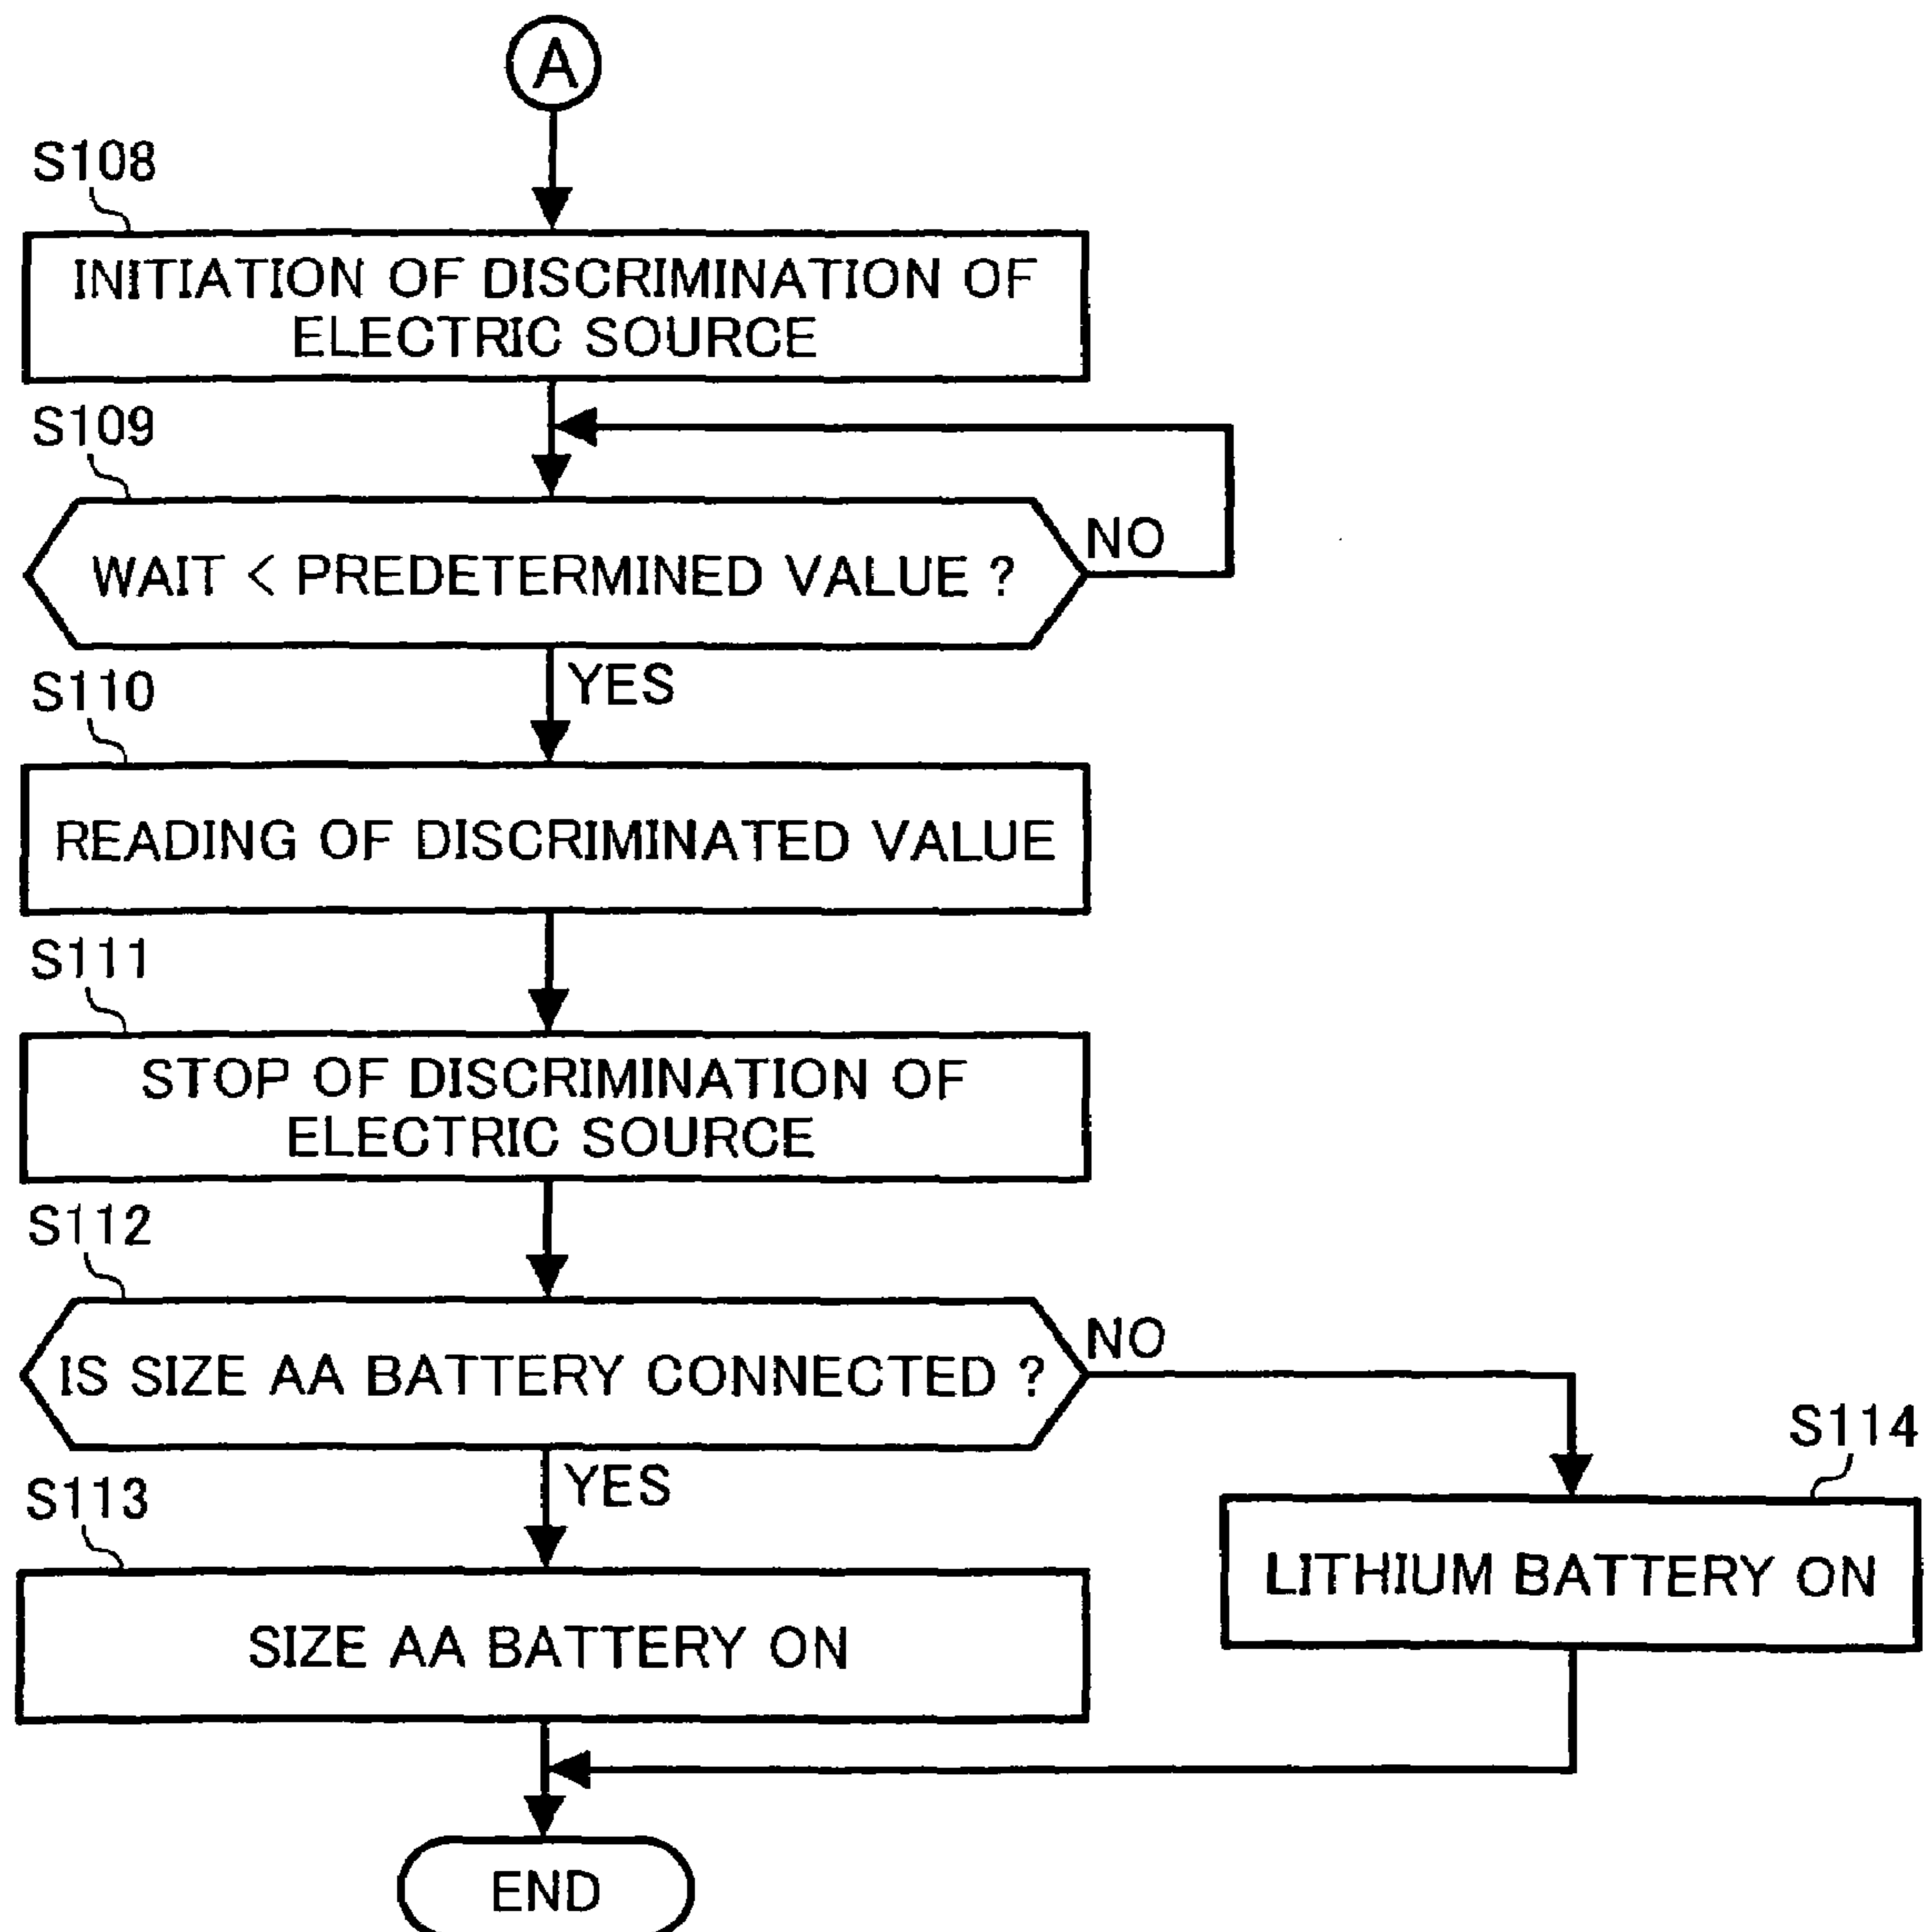 A
S108
INITIATION OF DISCRIMINATION OF
ELECTRIC SOURCE
S109
WAIT < PREDETERMINED VALUE ?
NO
YES
S110
READING OF DISCRIMINATED VALUE
S111
STOP OF DISCRIMINATION OF
ELECTRIC SOURCE
S112
IS SIZE AA BATTERY CONNECTED ?
NO
YES
S113
SIZE AA BATTERY ON
S114
LITHIUM BATTERY ON
END